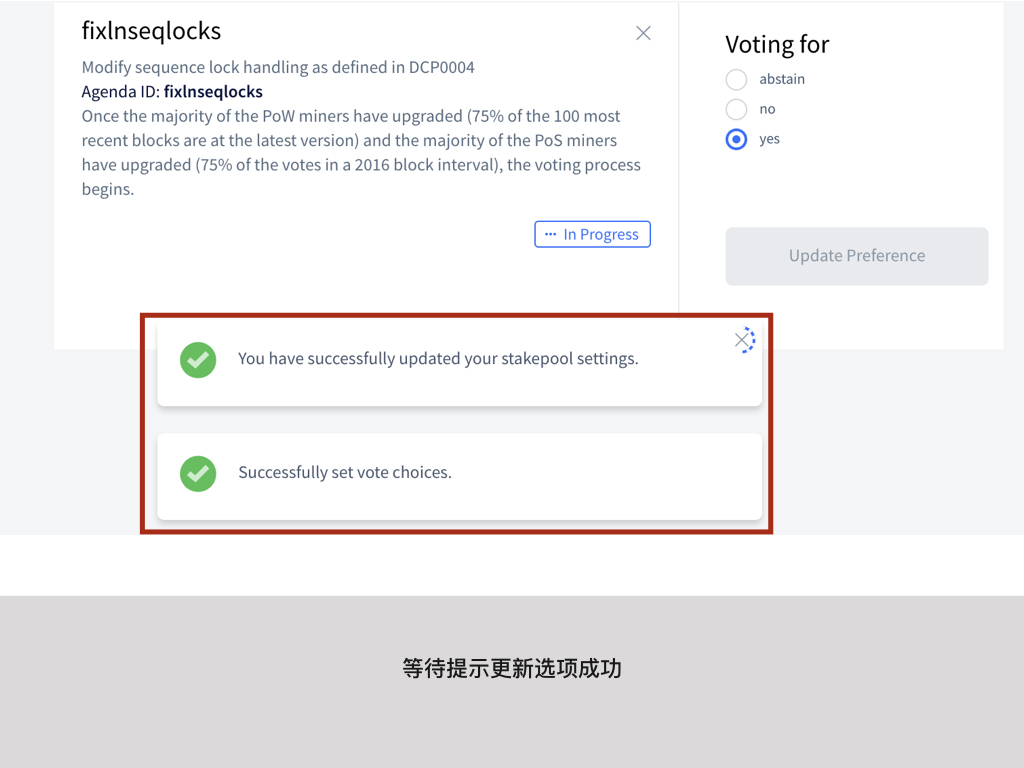 fixlnseqlocks
Modify sequence lock handling as defined in DCP0004
Agenda ID: fixlnseqlocks
Once the majority of the PoW miners have upgraded (75% of the 100 most
recent blocks are at the latest version) and the majority of the PoS miners
have upgraded (75% of the votes in a 2016 block interval), the voting process
begins.
In Progress
Voting for
abstain
no
yes
Update Preference
You have successfully updated your stakepool settings.
Successfully set vote choices.
等待提示更新选项成功